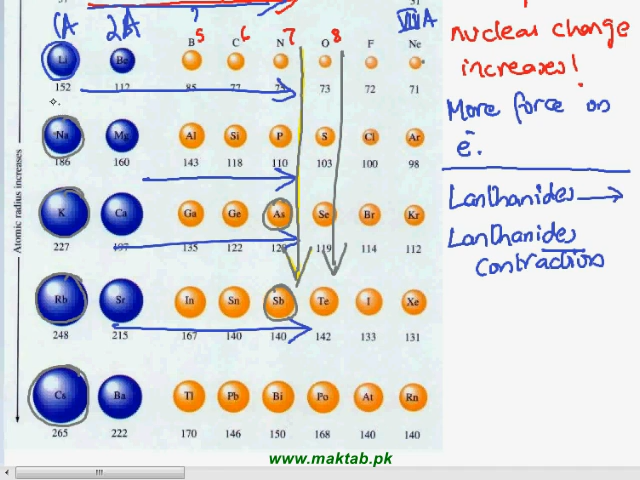 IA 2A VIIIA
5 6 7 8
B C N O F Ne
Li Be
152 112 85 77 75 73 72 71
Na Mg Al Si P S Cl Ar
186 160 143 118 110 103 100 98
K Ca Ga Ge As Se Br Kr
227 197 135 122 120 119 114 112
Rb Sr In Sn Sb Te I Xe
248 215 167 140 140 142 133 131
Cs Ba Tl Pb Bi Po At Rn
265 222 170 146 150 168 140 140
Atomic radius increases
nuclear change
increases!
More force on
e-.
Lanthanides
Lanthanides
Contraction
www.maktab.pk